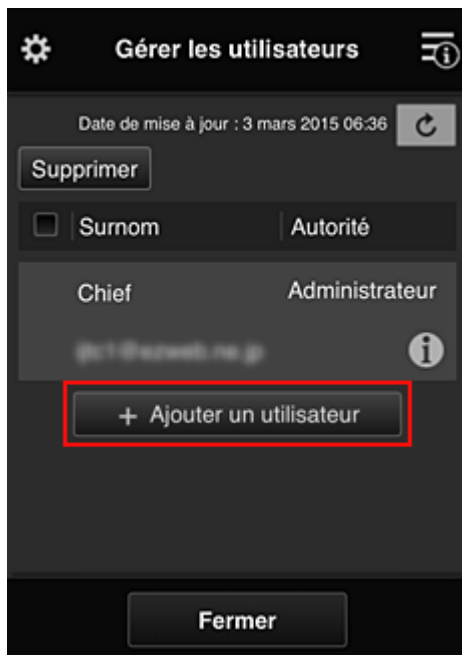 Gérer les utilisateurs
Date de mise à jour : 3 mars 2015 06:36
Supprimer
Surnom Autorité
Chief Administrateur
+ Ajouter un utilisateur
Fermer